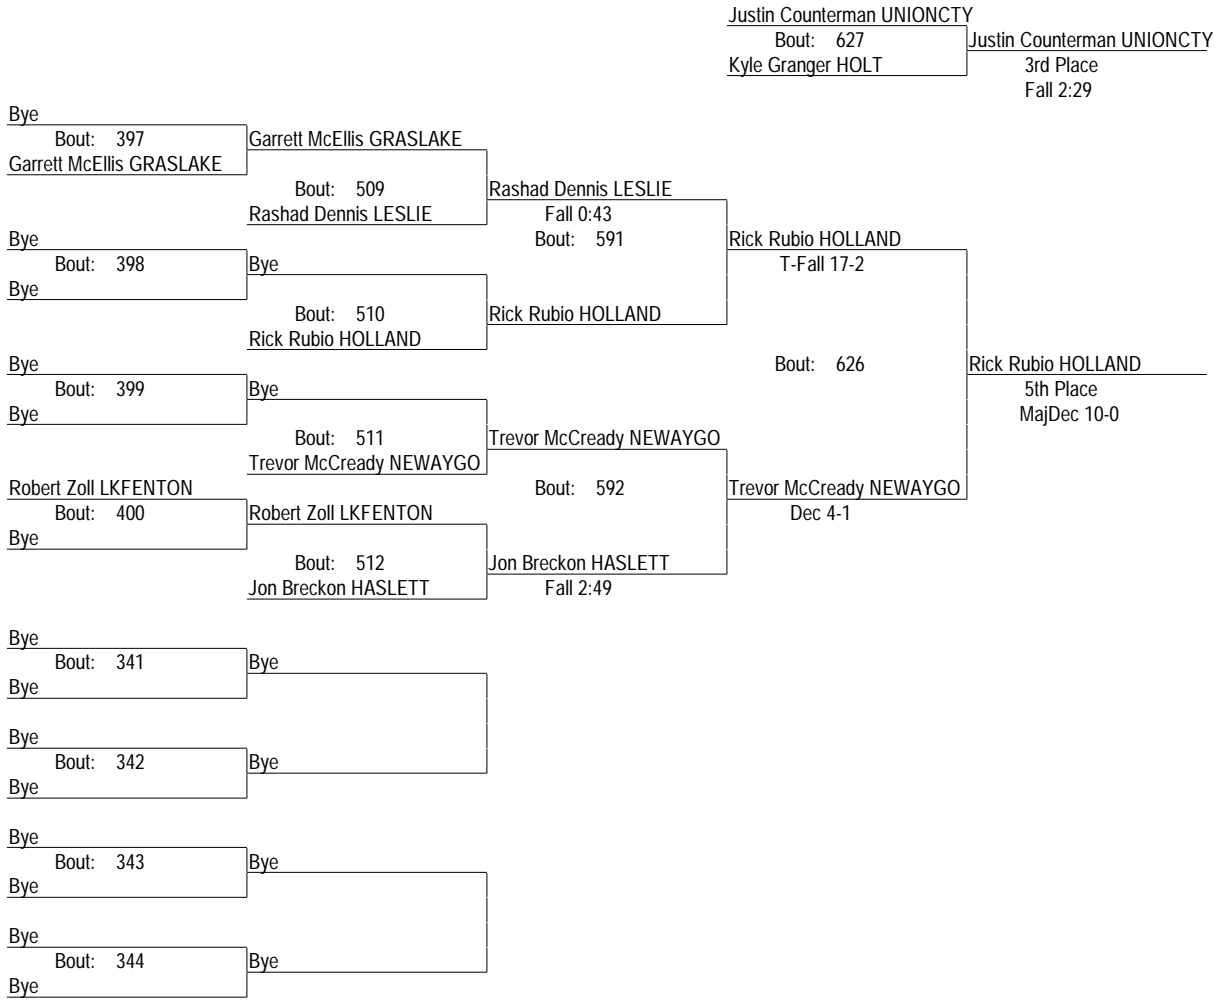 Justin Counterman UNIONCTY
Bout: 627
Justin Counterman UNIONCTY
Kyle Granger HOLT
3rd Place
Fall 2:29
Bye
Bout: 397
Garrett McEllis GRASLAKE
Garrett McEllis GRASLAKE
Bout: 509
Rashad Dennis LESLIE
Rashad Dennis LESLIE
Fall 0:43
Bout: 591
Bye
Bout: 398
Bye
Bye
Bout: 510
Rick Rubio HOLLAND
Rick Rubio HOLLAND
Rick Rubio HOLLAND
T-Fall 17-2
Bye
Bout: 399
Bye
Bye
Bout: 511
Trevor McCready NEWAYGO
Trevor McCready NEWAYGO
Bout: 626
Rick Rubio HOLLAND
5th Place
MajDec 10-0
Robert Zoll LKFENTON
Bout: 400
Bye
Robert Zoll LKFENTON
Bout: 512
Jon Breckon HASLETT
Bout: 592
Jon Breckon HASLETT
Fall 2:49
Trevor McCready NEWAYGO
Dec 4-1
Bye
Bout: 341
Bye
Bye
Bye
Bout: 342
Bye
Bye
Bye
Bout: 343
Bye
Bye
Bye
Bout: 344
Bye
Bye